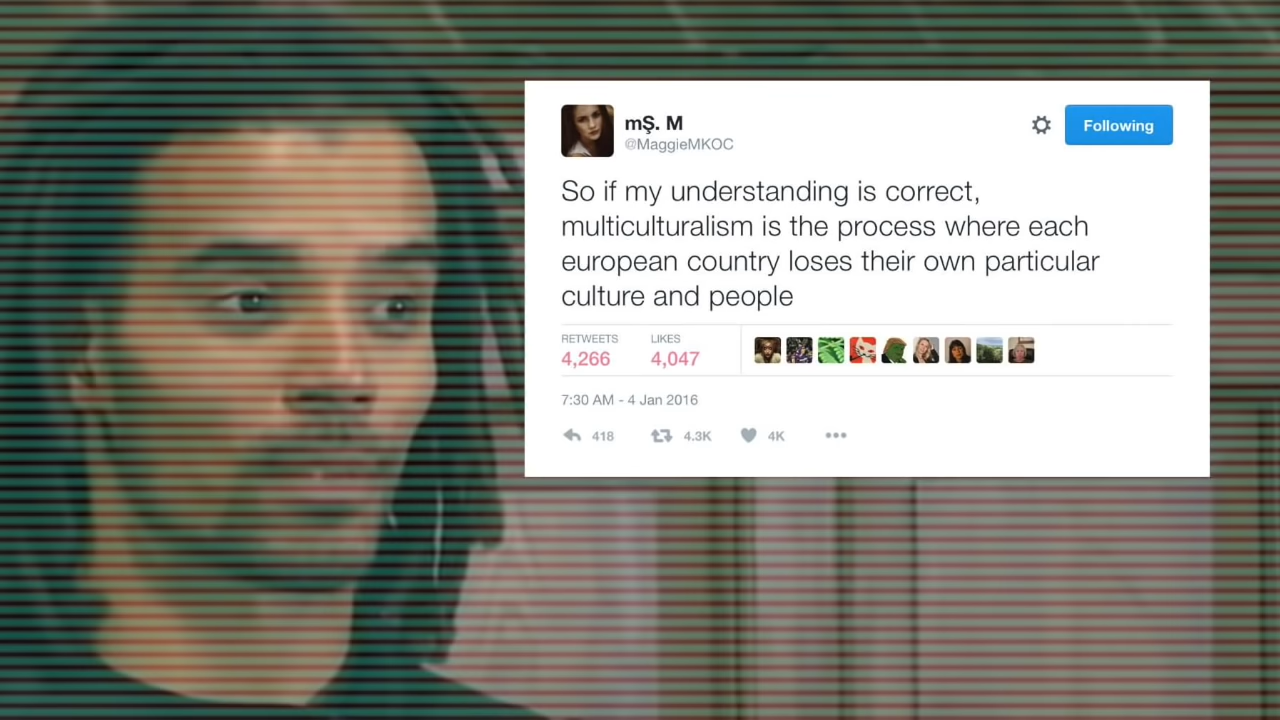 mŞ. M
@MaggieMKOC
Following
So if my understanding is correct,
multiculturalism is the process where each
european country loses their own particular
culture and people
RETWEETS LIKES
4,266 4,047
7:30 AM - 4 Jan 2016
418 4.3K 4K